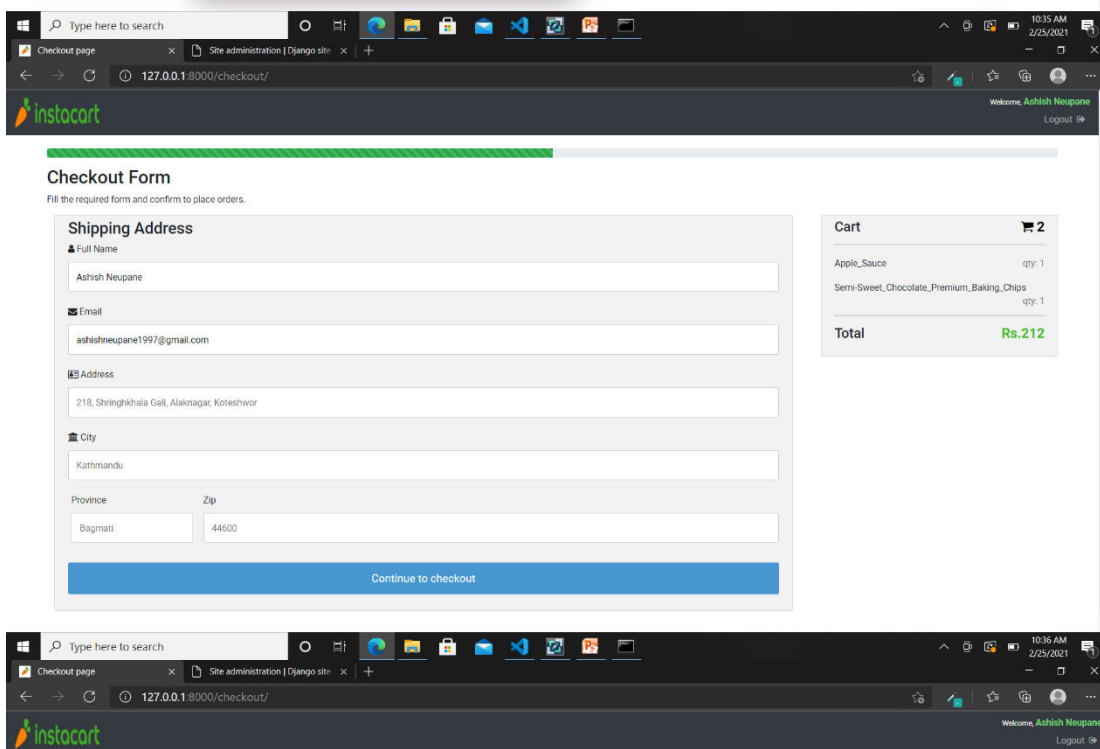 Type here to search
10:35 AM
2/25/2021
1
Checkout page
Site administration | Django site
127.0.0.1:8000/checkout/
instacart
Welcome, Ashish Neupane
Logout
Checkout Form
Fill the required form and confirm to place orders.
Shipping Address
Full Name
Ashish Neupane
Email
ashishneupane1997@gmail.com
Address
218, Shringhkhala Gali, Alaknagar, Koteshwor
City
Kathmandu
Province Zip
Bagmati 44600
Continue to checkout
Cart 2
Apple_Sauce qty: 1
Semi-Sweet_Chocolate_Premium_Baking_Chips
qty: 1
Total Rs.212
Type here to search
10:36 AM
2/25/2021
1
Checkout page
Site administration | Django site
127.0.0.1:8000/checkout/
instacart
Welcome, Ashish Neupane
Logout